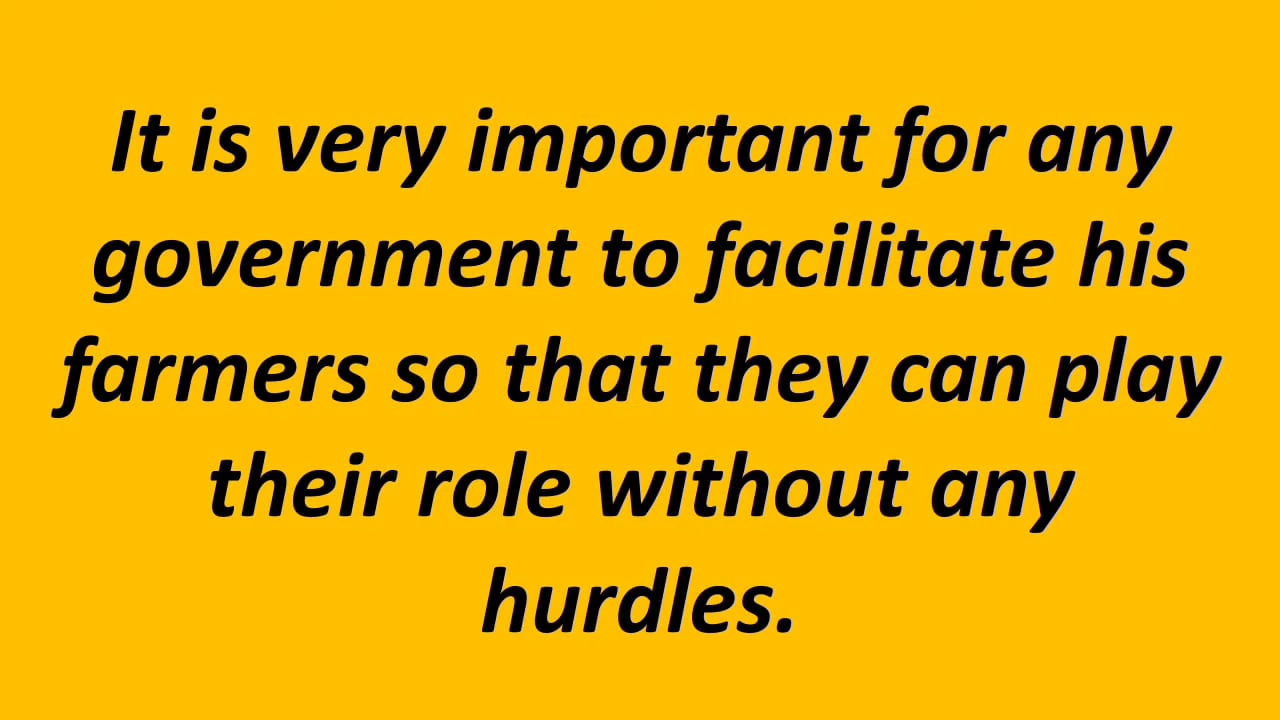 It is very important for any
government to facilitate his
farmers so that they can play
their role without any
hurdles.